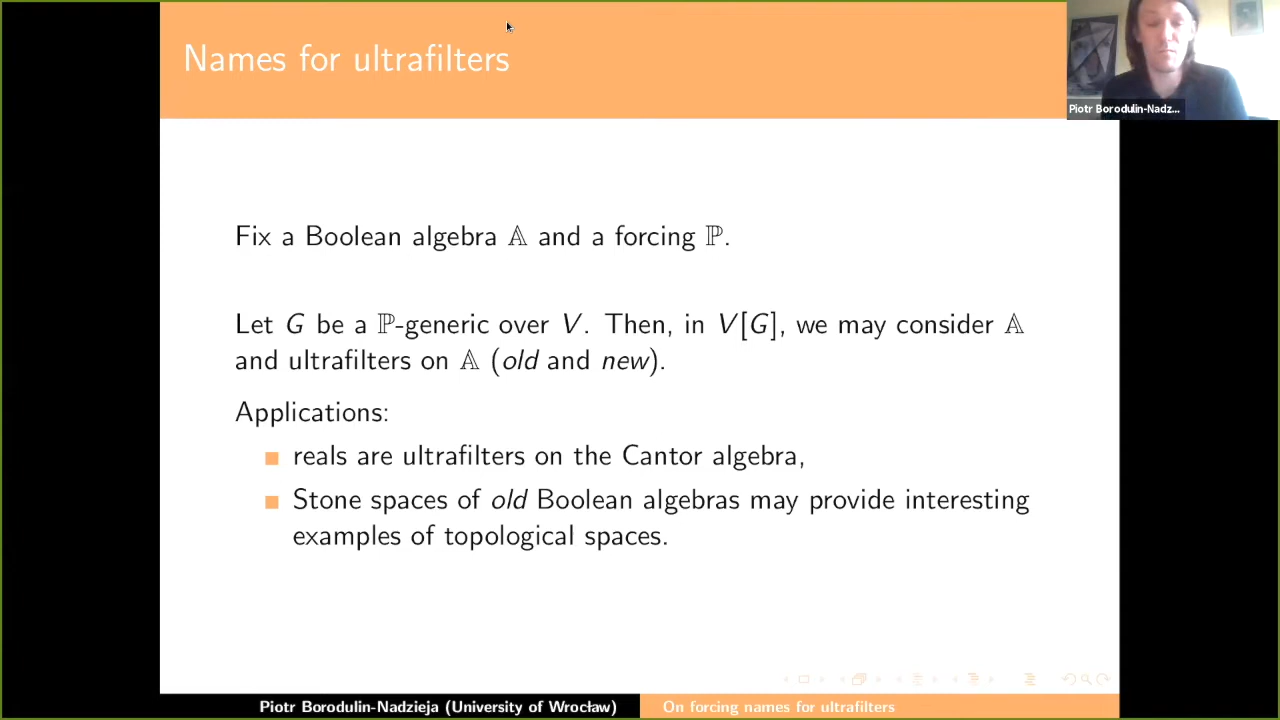 Names for ultrafilters
Piotr Borodulin-Nadz...
Fix a Boolean algebra 𝔸 and a forcing ℙ.
Let G be a ℙ-generic over V. Then, in V[G], we may consider 𝔸
and ultrafilters on 𝔸 (old and new).
Applications:
reals are ultrafilters on the Cantor algebra,
Stone spaces of old Boolean algebras may provide interesting
examples of topological spaces.
Piotr Borodulin-Nadzieja (University of Wrocław)
On forcing names for ultrafilters